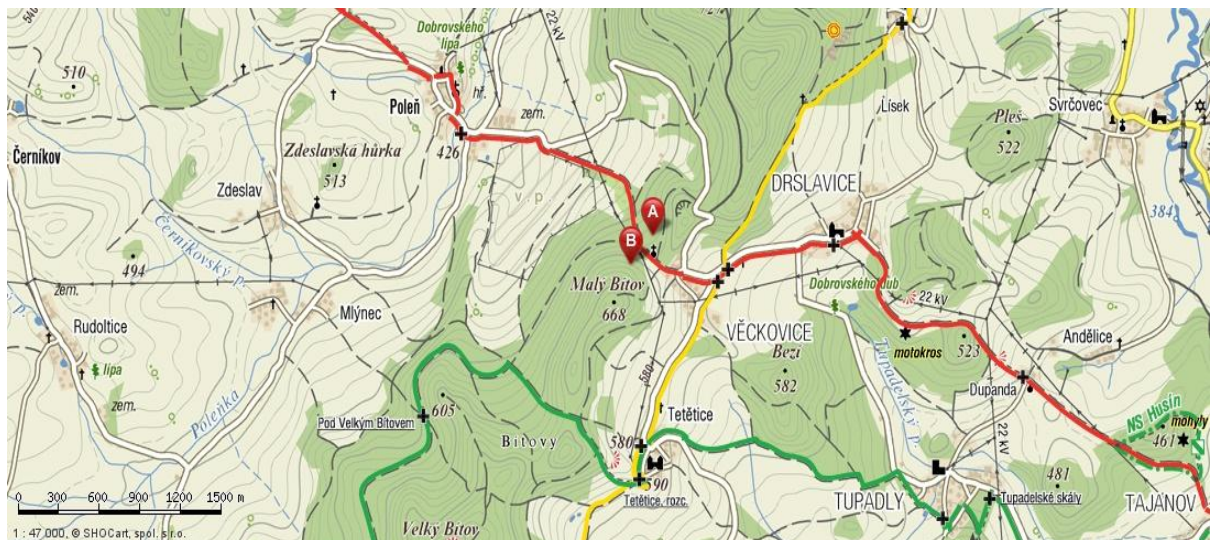 22 kV
Dobrovského
lípa
510
Poleň
hř.
zem.
426
Lísek
Pleš
522
Svrčovec
Černíkov
Zdeslavská hůrka
513
Zdeslav
v. p.
DRSLAVICE
384
A
B
Černíkovský p.
494
zem.
Malý Bítov
668
Dobrovského dub
22 kV
Rudoltice
Mlýnec
VĚČKOVICE
Tupadelský p.
motokros
523
Andělice
lípa
Bezí
582
580
Dupanda
zem.
Poleňka
Pod Velkým Bítovem
605
Tetětice
22 kV
NS Husín
mohyly
461
Bítovy
580
590
Tetětice, rozc.
481
TUPADLY
Tupadelské skály
TAJANOV
Velký Bítov
0 300 600 900 1200 1500 m
1 : 47 000, © SHOCart, spol. s r.o.